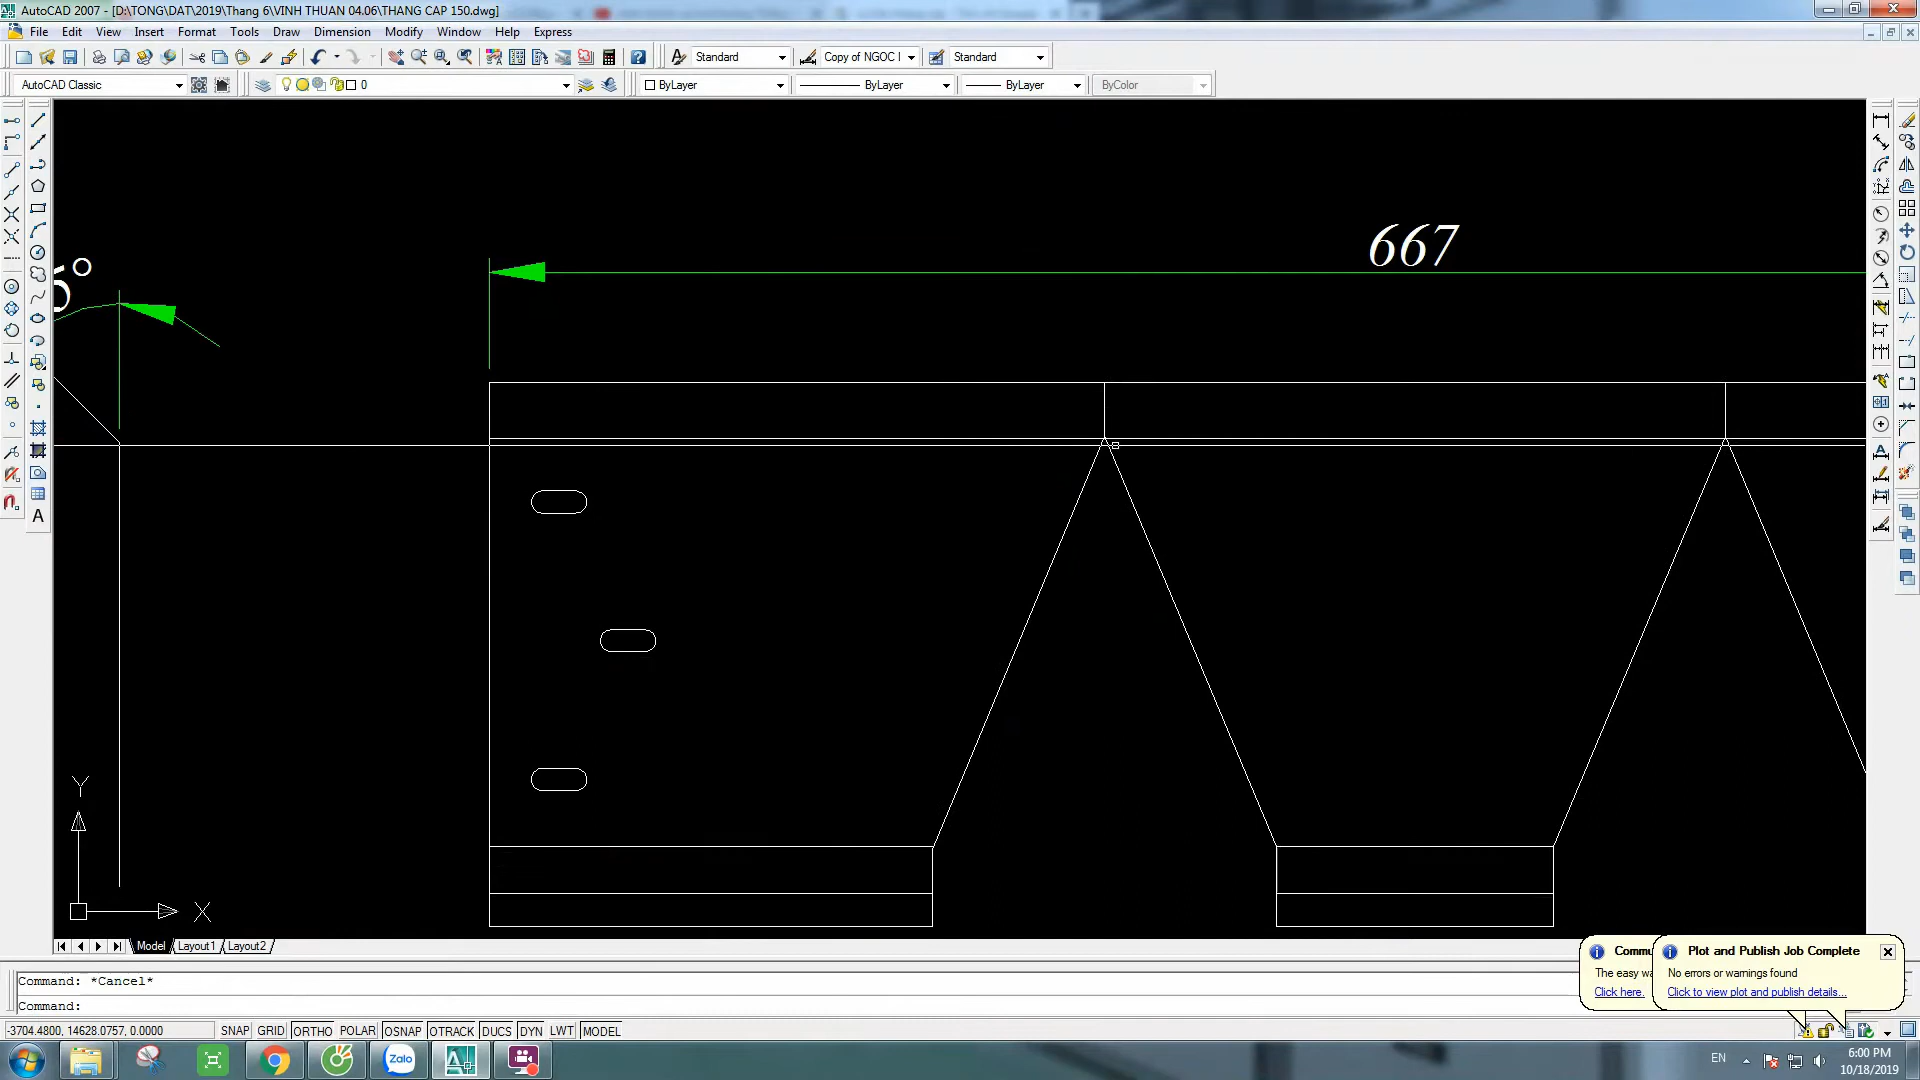 AutoCAD 2007 - [D:\TONG\DAT\2019\Thang 6\VINH THUAN 04.06\THANG CAP 150.dwg]
File Edit View Insert Format Tools Draw Dimension Modify Window Help Express
Standard Copy of NGOC Standard
AutoCAD Classic 0 ByLayer ByLayer ByLayer ByColor
667
5°
Y
X
Model Layout1 Layout2
Command: *Cancel*
Command:
Commu
The easy wa
Click here.
Plot and Publish Job Complete
No errors or warnings found
Click to view plot and publish details...
-3704.4800, 14628.0757, 0.0000 SNAP GRID ORTHO POLAR OSNAP OTRACK DUCS DYN LWT MODEL
Zalo
EN
6:00 PM
10/18/2019